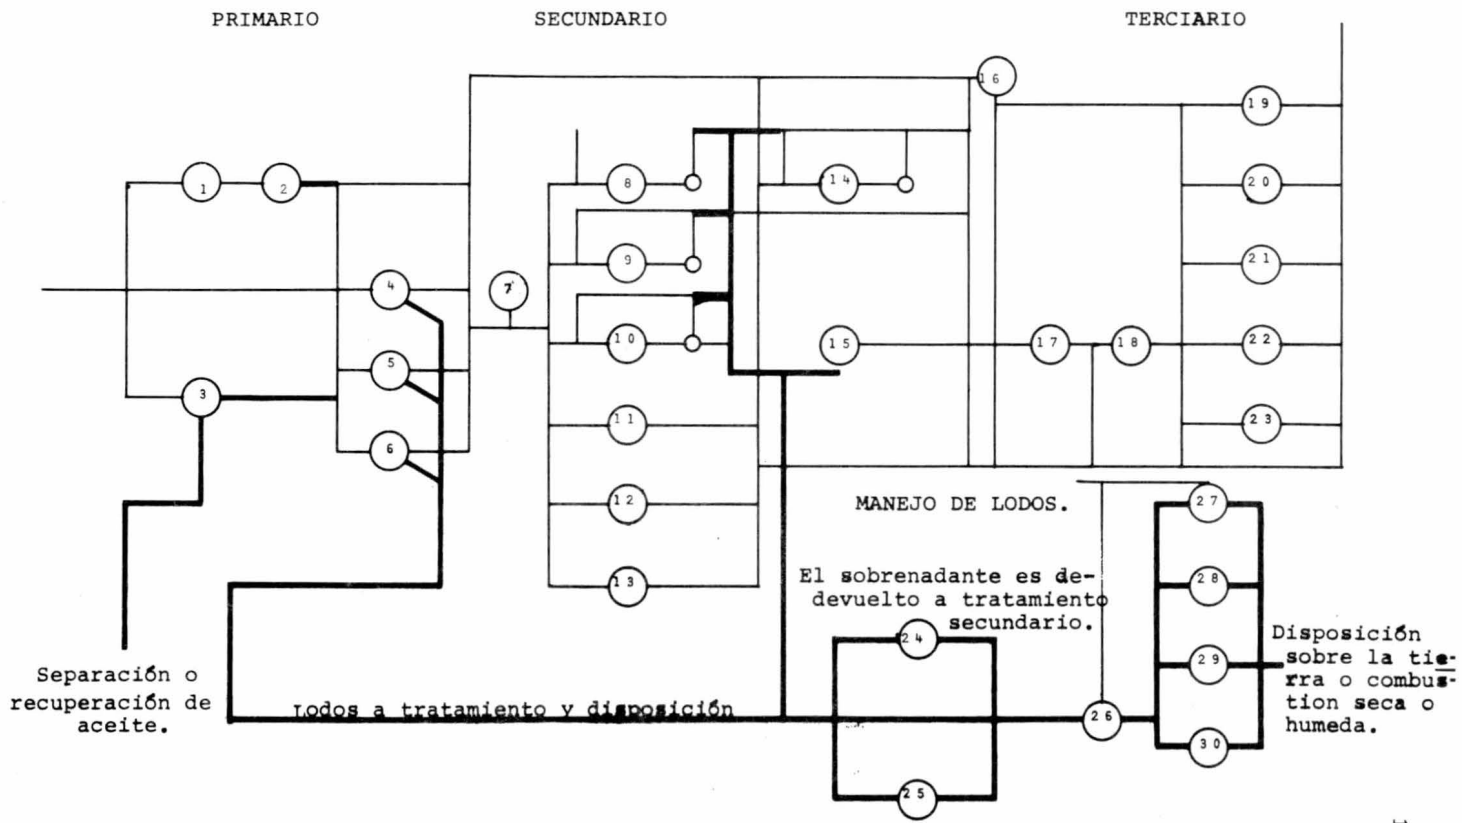 PRIMARIO
SECUNDARIO
TERCIARIO
16
19
1
2
8
14
20
9
21
4
7
10
15
17
18
22
5
3
11
23
6
12
MANEJO DE LODOS.
27
13
El sobrenadante es de-
devuelto a tratamiento
secundario.
28
24
Disposición
sobre la tie-
rra o combus-
tion seca o
humeda.
29
Separación o
recuperación de
aceite.
Lodos a tratamiento y disposición
26
30
25